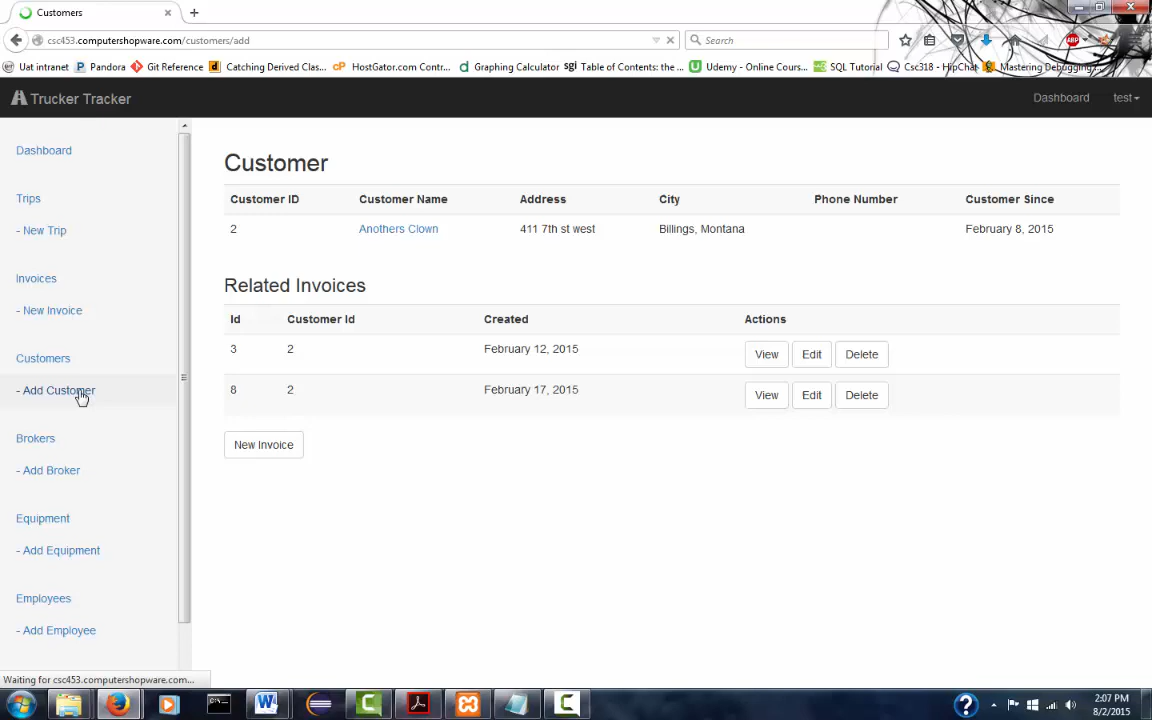 Customers
csc453.computershopware.com/customers/add
Search
Uat intranet Pandora Git Reference Catching Derived Clas... HostGator.com Contr... Graphing Calculator Table of Contents: the ... Udemy - Online Cours... SQL Tutorial Csc318 - HipChat Mastering Debugging
Trucker Tracker
Dashboard test
Dashboard
Trips
- New Trip
Invoices
- New Invoice
Customers
- Add Customer
Brokers
- Add Broker
Equipment
- Add Equipment
Employees
- Add Employee
Customer
Customer ID Customer Name Address City Phone Number Customer Since
2 Anothers Clown 411 7th st west Billings, Montana February 8, 2015
Related Invoices
Id Customer Id Created Actions
3 2 February 12, 2015 View Edit Delete
8 2 February 17, 2015 View Edit Delete
New Invoice
Waiting for csc453.computershopware.com...
2:07 PM
8/2/2015